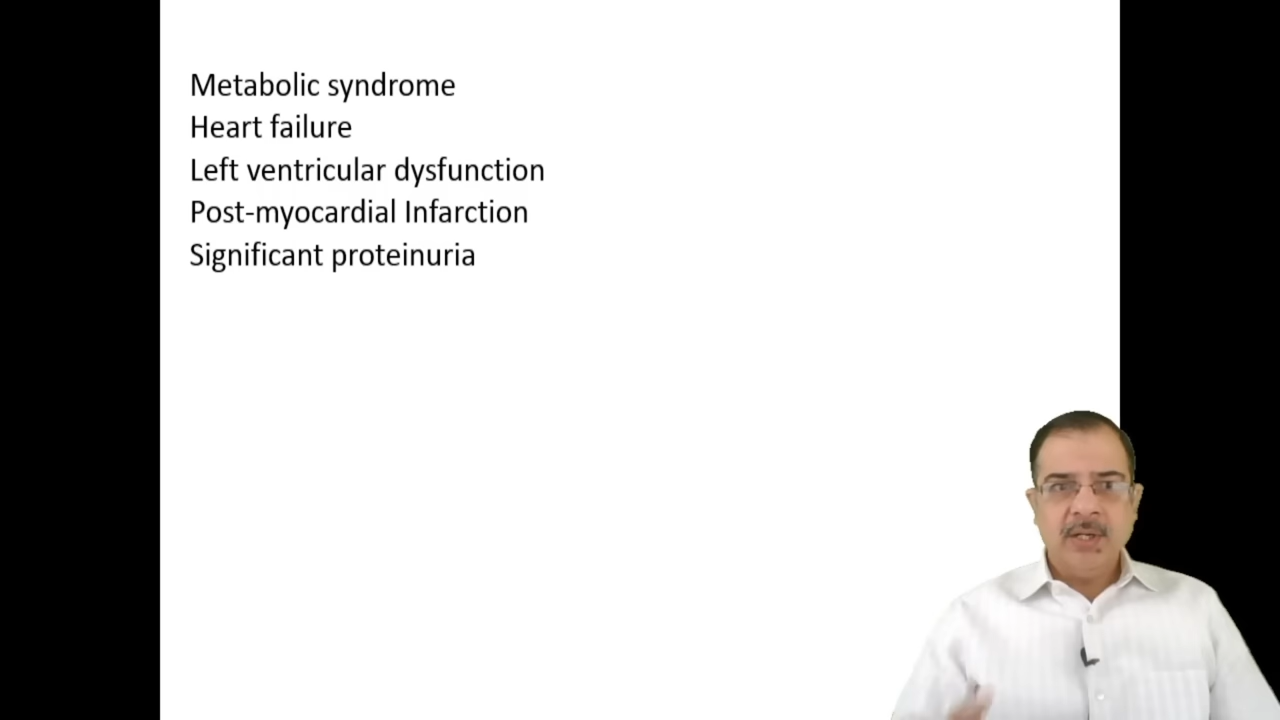 Metabolic syndrome
Heart failure
Left ventricular dysfunction
Post-myocardial Infarction
Significant proteinuria